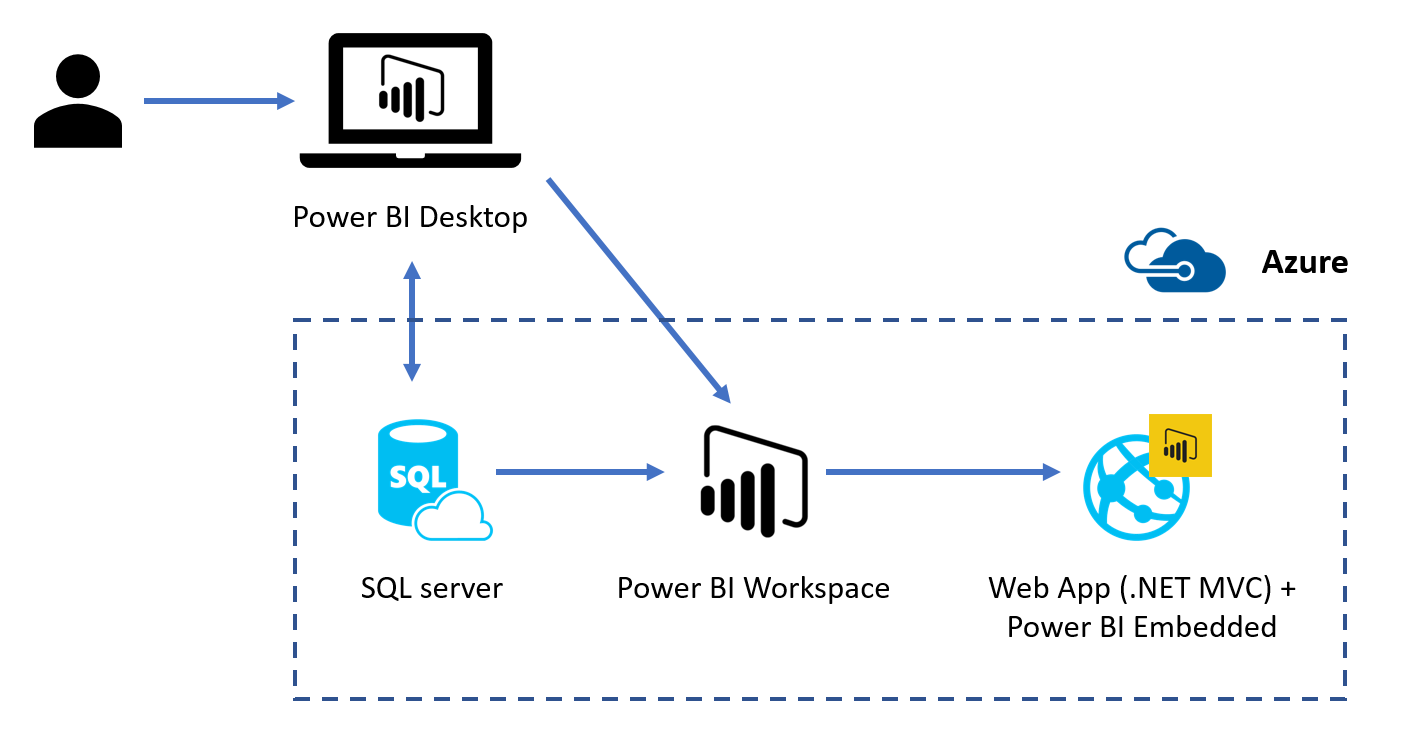 Power BI Desktop
Azure
SQL
SQL server
Power BI Workspace
Web App (.NET MVC) +
Power BI Embedded